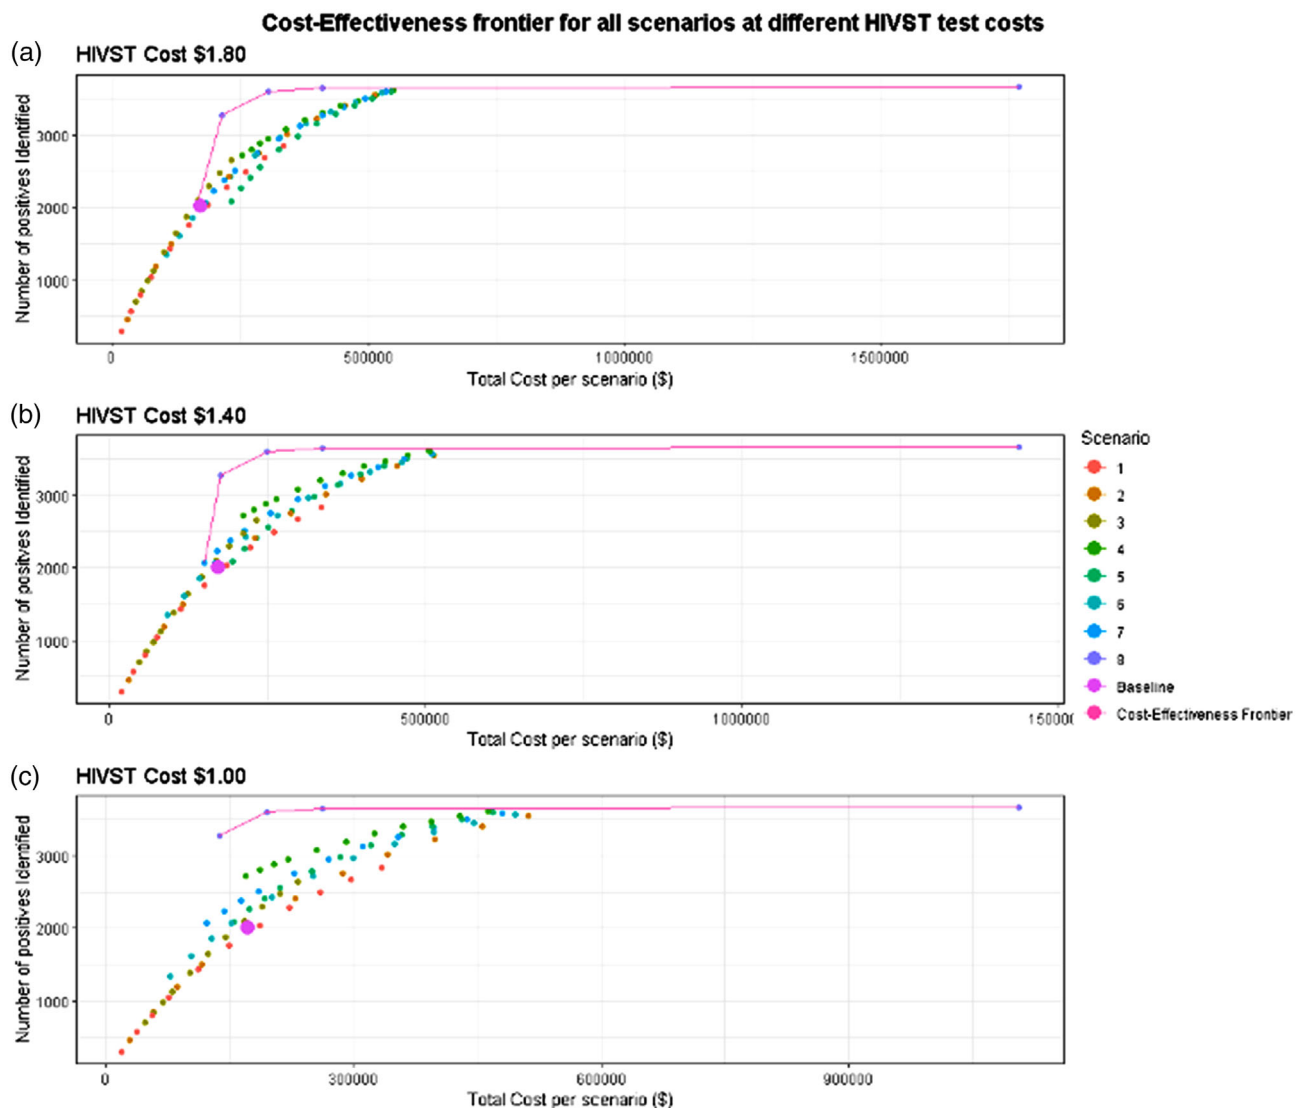 Cost-Effectiveness frontier for all scenarios at different HIVST test costs
(a)
HIVST Cost $1.80
Number of positives Identified
3000
2000
1000
0
500000
1000000
1500000
Total Cost per scenario ($)
(b)
HIVST Cost $1.40
Number of positves Identified
3000
2000
1000
0
500000
1000000
150000
Total Cost per scenario ($)
Scenario
1
2
3
4
5
6
7
8
Baseline
Cost-Effectiveness Frontier
(c)
HIVST Cost $1.00
Number of positives Identified
3000
2000
1000
0
300000
600000
900000
Total Cost per scenario ($)